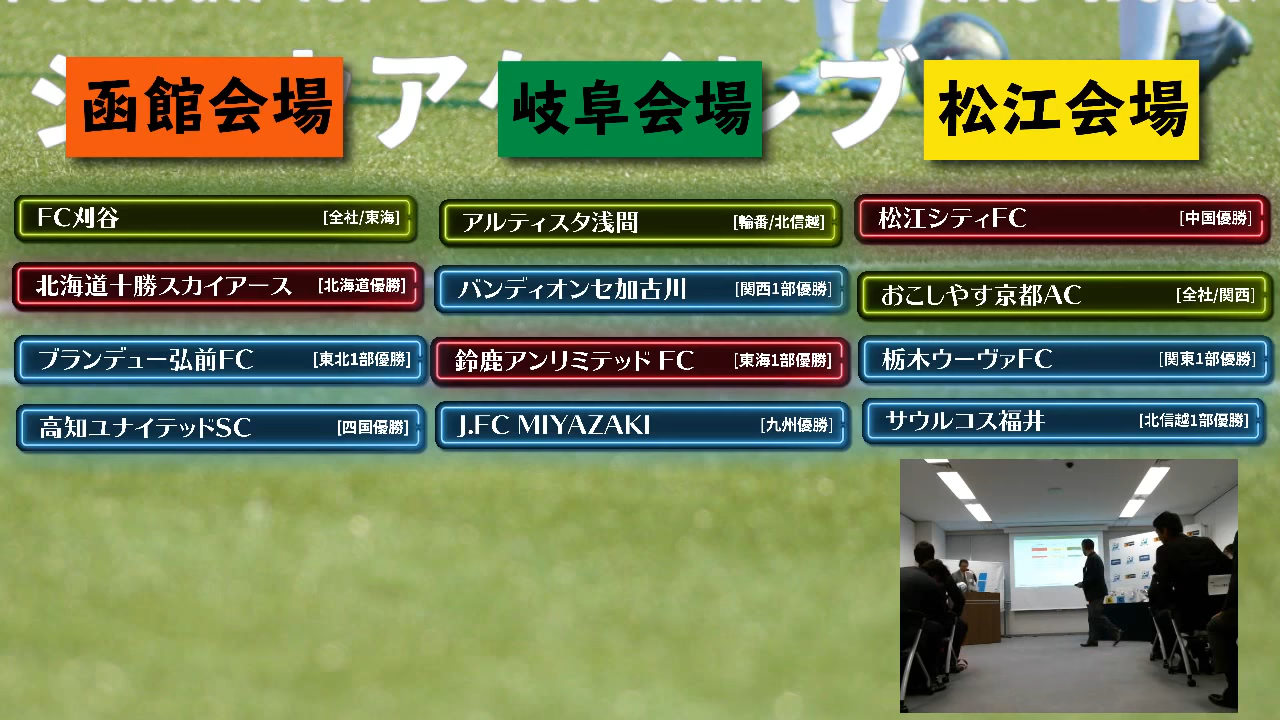 函館会場
岐阜会場
松江会場
FC刈谷 [全社/東海]
北海道十勝スカイアース [北海道優勝]
ブランデュー弘前FC [東北1部優勝]
高知ユナイテッドSC [四国優勝]
アルティスタ浅間 [輪番/北信越]
バンディオンセ加古川 [関西1部優勝]
鈴鹿アンリミテッド FC [東海1部優勝]
J.FC MIYAZAKI [九州優勝]
松江シティFC [中国優勝]
おこしやす京都AC [全社/関西]
栃木ウーヴァFC [関東1部優勝]
サウルコス福井 [北信越1部優勝]